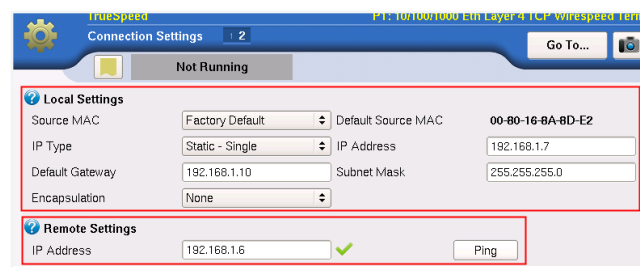 TrueSpeed P1: 10/100/1000 Eth Layer 4 TCP Wirespeed Term
Connection Settings 2 Go To...
Not Running
Local Settings
Source MAC Factory Default Default Source MAC 00-80-16-8A-8D-E2
IP Type Static - Single IP Address 192.168.1.7
Default Gateway 192.168.1.10 Subnet Mask 255.255.255.0
Encapsulation None
Remote Settings
IP Address 192.168.1.6 Ping